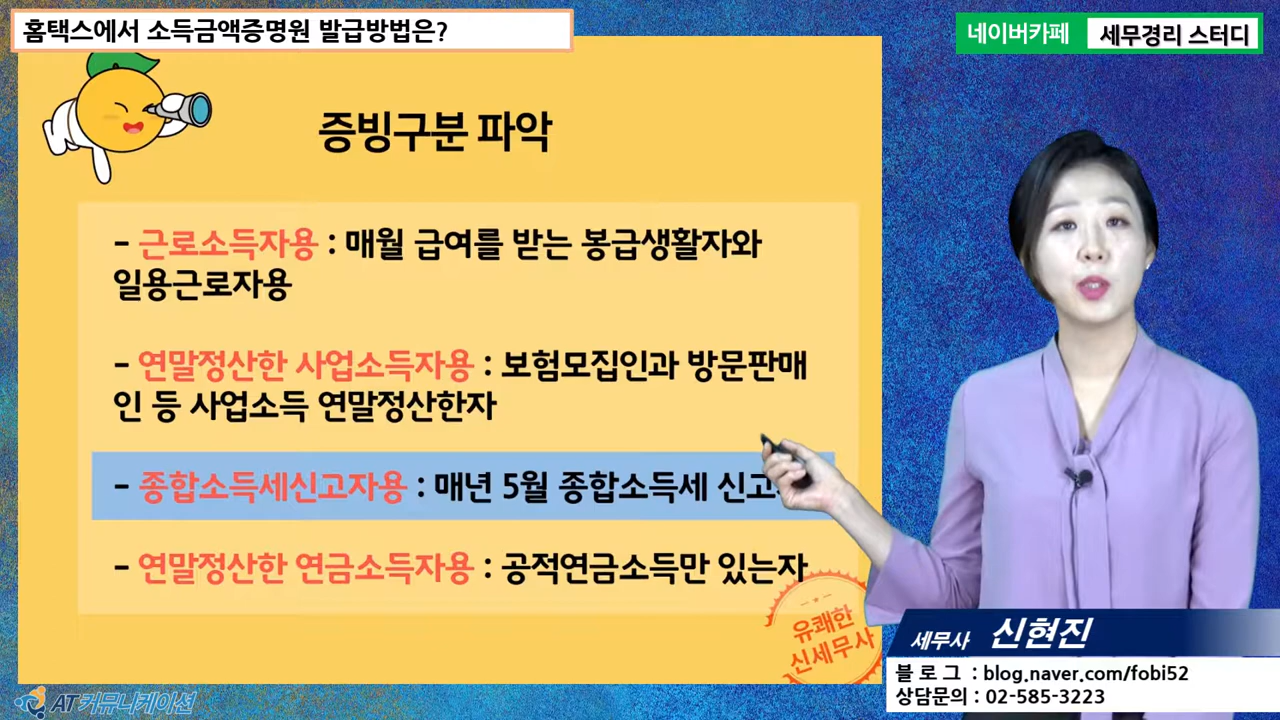 홈택스에서 소득금액증명원 발급방법은?
네이버카페 세무경리 스터디
증빙구분 파악
- 근로소득자용 : 매월 급여를 받는 봉급생활자와
일용근로자용
- 연말정산한 사업소득자용 : 보험모집인과 방문판매
인 등 사업소득 연말정산한자
- 종합소득세신고자용 : 매년 5월 종합소득세 신고
- 연말정산한 연금소득자용 : 공적연금소득만 있는자
유쾌한
신세무사
세무사 신현진
블로그 : blog.naver.com/fobi52
상담문의 : 02-585-3223
AT커뮤니케이션